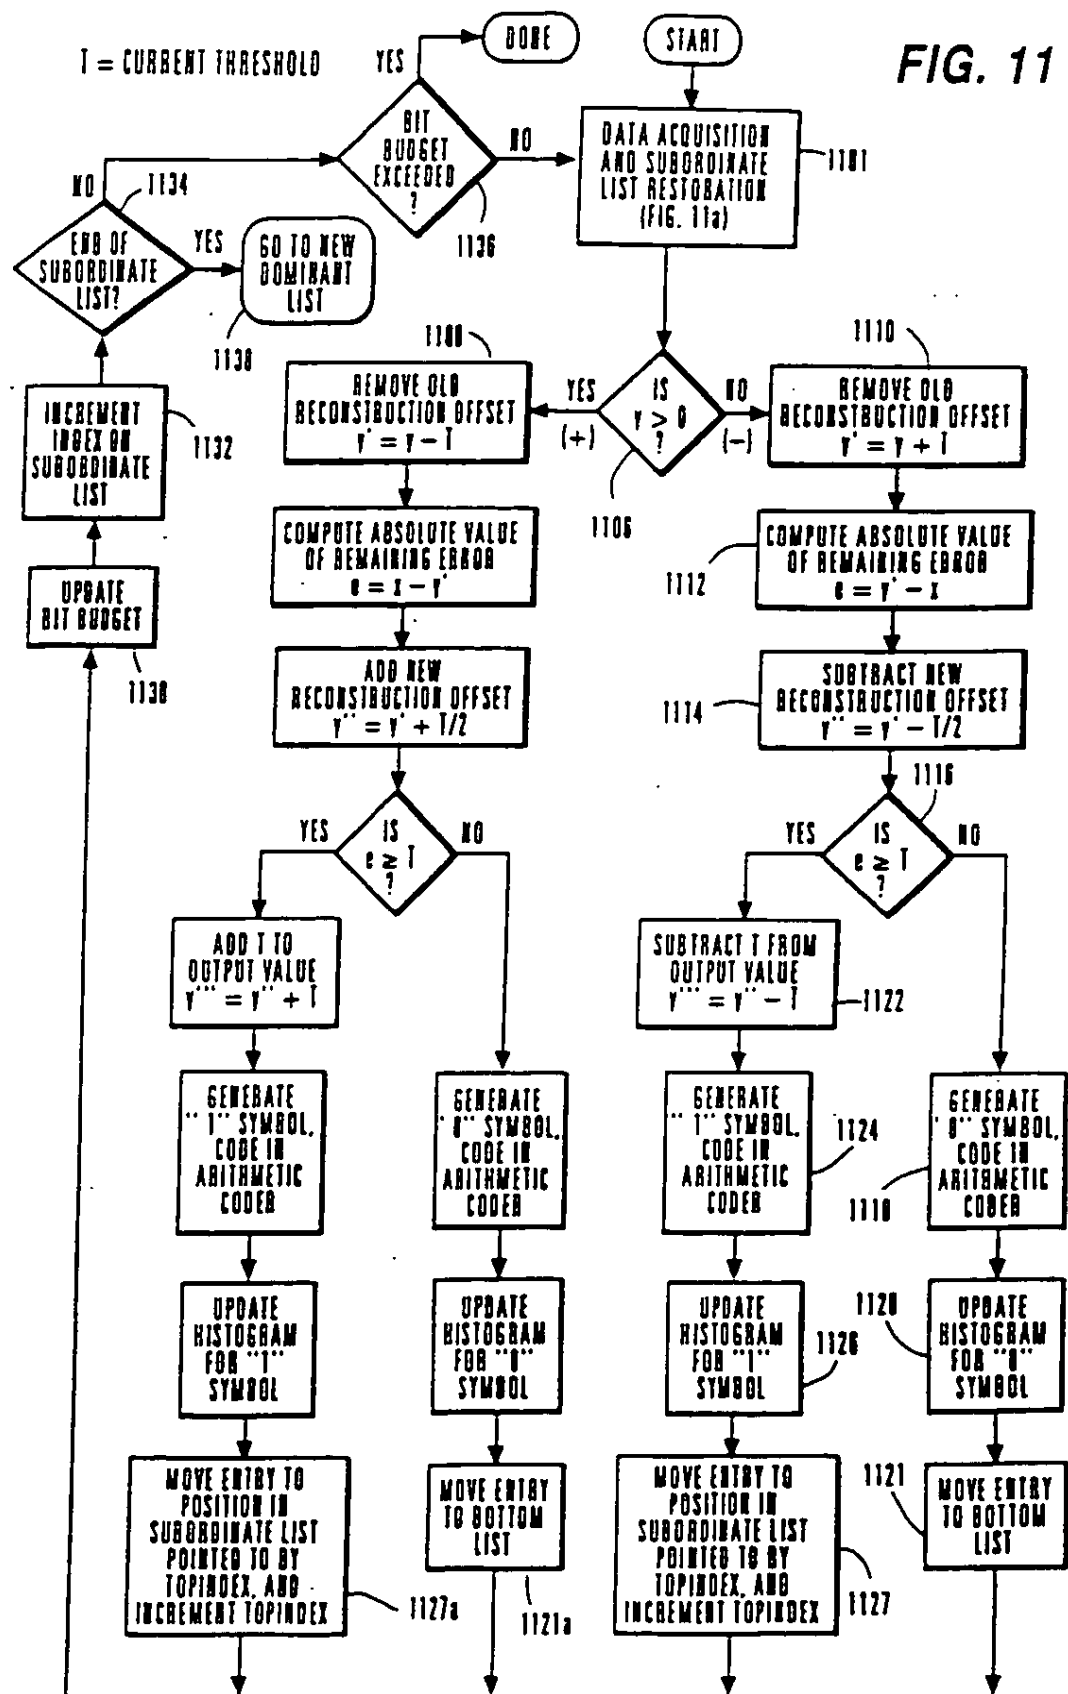 FIG. 11
T = CURRENT THRESHOLD
YES
DONE
START
BIT
BUDGET
EXCEEDED
?
NO
1136
DATA ACQUISITION
AND SUBORDINATE
LIST RESTORATION
(FIG. 11a)
1101
NO
1134
END OF
SUBORDINATE
LIST?
YES
GO TO NEW
DOMINANT
LIST
1138
INCREMENT
INDEX ON
SUBORDINATE
LIST
1132
UPDATE
BIT BUDGET
1130
IS
y > 0
?
YES
(+)
NO
(−)
1106
1108
REMOVE OLD
RECONSTRUCTION OFFSET
y' = y − T
COMPUTE ABSOLUTE VALUE
OF REMAINING ERROR
e = x − y'
ADD NEW
RECONSTRUCTION OFFSET
y'' = y' + T/2
YES
IS
e ≥ T
?
NO
ADD T TO
OUTPUT VALUE
y''' = y'' + T
GENERATE
"1" SYMBOL,
CODE IN
ARITHMETIC
CODER
UPDATE
HISTOGRAM
FOR "1"
SYMBOL
MOVE ENTRY TO
POSITION IN
SUBORDINATE LIST
POINTED TO BY
TOPINDEX, AND
INCREMENT TOPINDEX
1127a
GENERATE
'0" SYMBOL,
CODE IN
ARITHMETIC
CODER
UPDATE
HISTOGRAM
FOR "0"
SYMBOL
MOVE ENTRY
TO BOTTOM
LIST
1121a
1110
REMOVE OLD
RECONSTRUCTION OFFSET
y' = y + T
COMPUTE ABSOLUTE VALUE
OF REMAINING ERROR
e = y' − x
1112
SUBTRACT NEW
RECONSTRUCTION OFFSET
y'' = y' − T/2
1114
1116
YES
IS
e ≥ T
?
NO
SUBTRACT T FROM
OUTPUT VALUE
y''' = y'' − T
1122
GENERATE
"1" SYMBOL,
CODE IN
ARITHMETIC
CODER
1124
UPDATE
HISTOGRAM
FOR "1"
SYMBOL
1126
MOVE ENTRY TO
POSITION IN
SUBORDINATE LIST
POINTED TO BY
TOPINDEX, AND
INCREMENT TOPINDEX
1127
GENERATE
'0" SYMBOL,
CODE IN
ARITHMETIC
CODER
1118
UPDATE
HISTOGRAM
FOR "0"
SYMBOL
1120
MOVE ENTRY
TO BOTTOM
LIST
1121